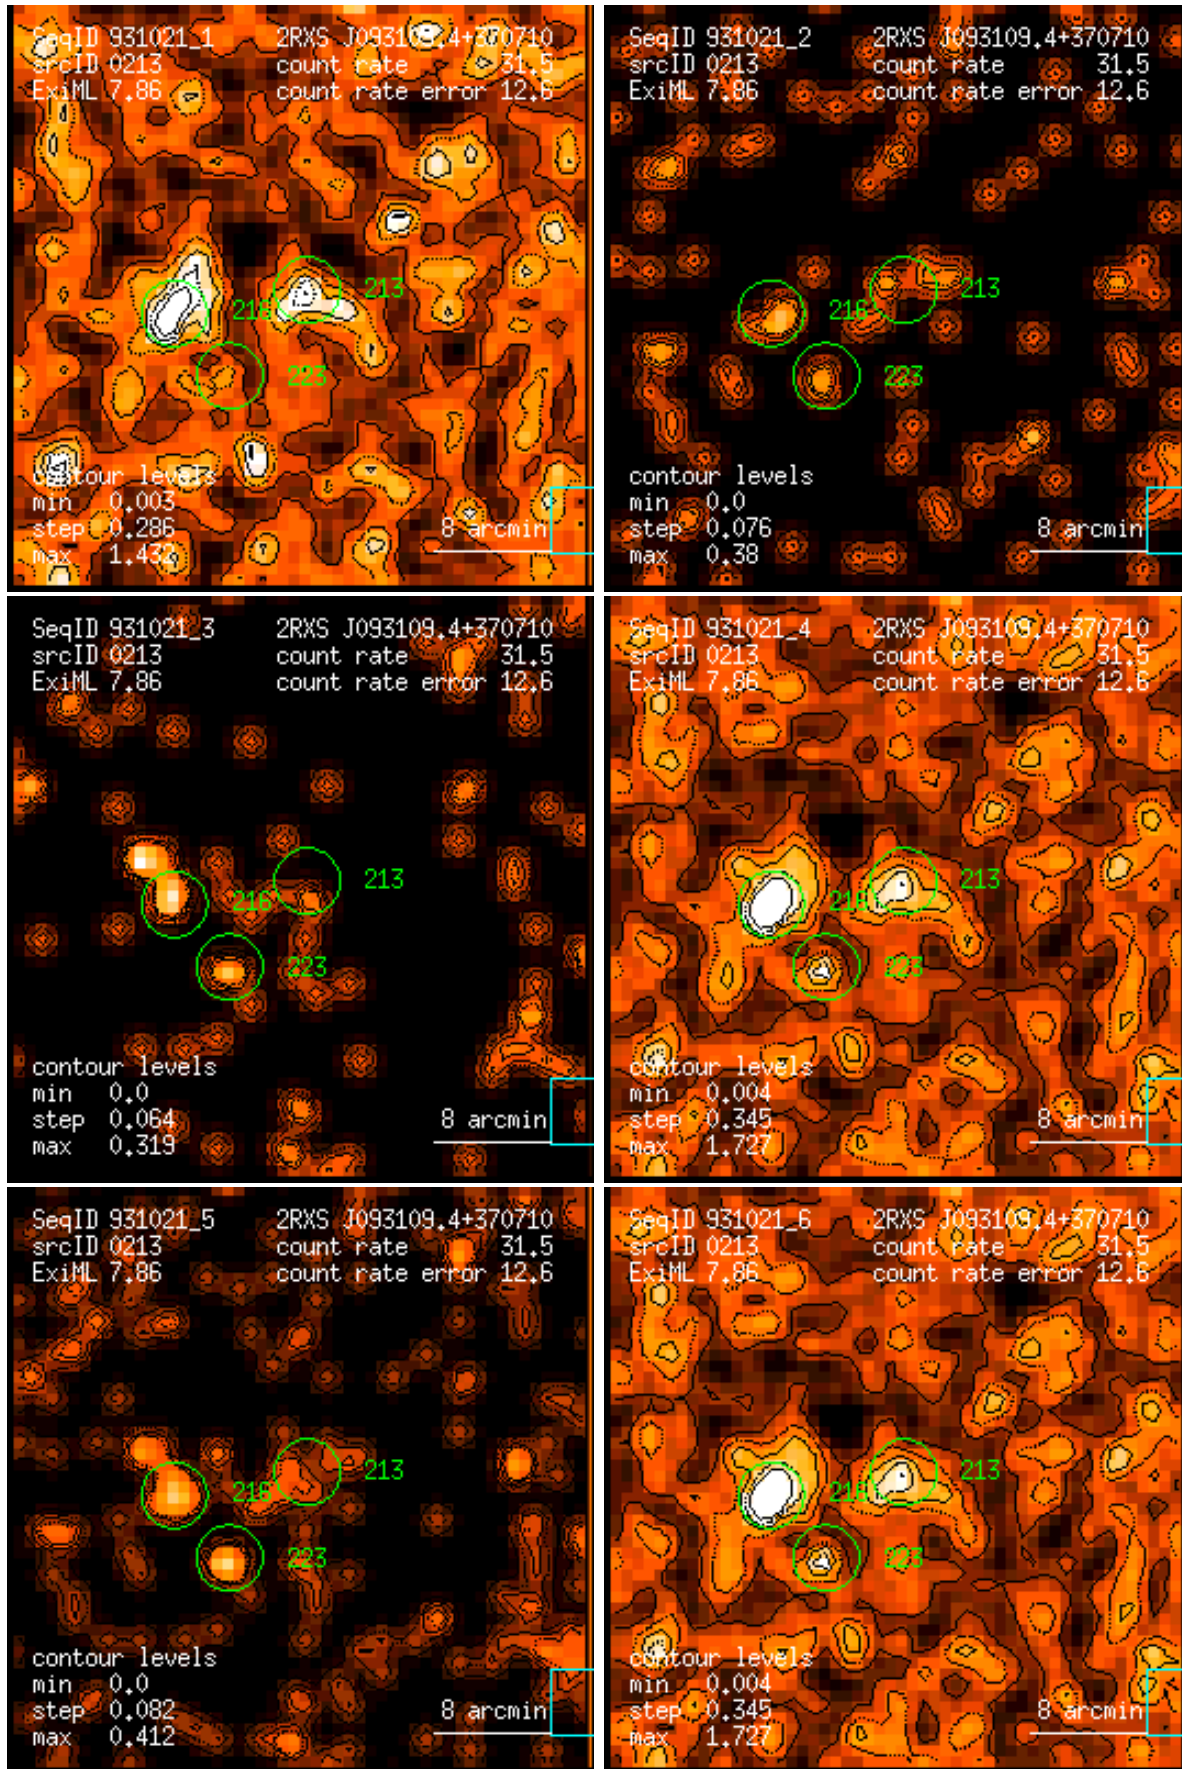 SeqID 931021_1 2RXS J093109.4+370710
srcID 0213 count rate 31.5
ExiML 7.86 count rate error 12.6
213
216
223
contour levels
min 0.003
step 0.286 8 arcmin
max 1.432
SeqID 931021_2 2RXS J093109.4+370710
srcID 0213 count rate 31.5
ExiML 7.86 count rate error 12.6
213
216
223
contour levels
min 0.0
step 0.076 8 arcmin
max 0.38
SeqID 931021_3 2RXS J093109.4+370710
srcID 0213 count rate 31.5
ExiML 7.86 count rate error 12.6
213
216
223
contour levels
min 0.0
step 0.064 8 arcmin
max 0.319
SeqID 931021_4 2RXS J093109.4+370710
srcID 0213 count rate 31.5
ExiML 7.86 count rate error 12.6
213
216
223
contour levels
min 0.004
step 0.345 8 arcmin
max 1.727
SeqID 931021_5 2RXS J093109.4+370710
srcID 0213 count rate 31.5
ExiML 7.86 count rate error 12.6
213
216
223
contour levels
min 0.0
step 0.082 8 arcmin
max 0.412
SeqID 931021_6 2RXS J093109.4+370710
srcID 0213 count rate 31.5
ExiML 7.86 count rate error 12.6
213
216
223
contour levels
min 0.004
step 0.345 8 arcmin
max 1.727